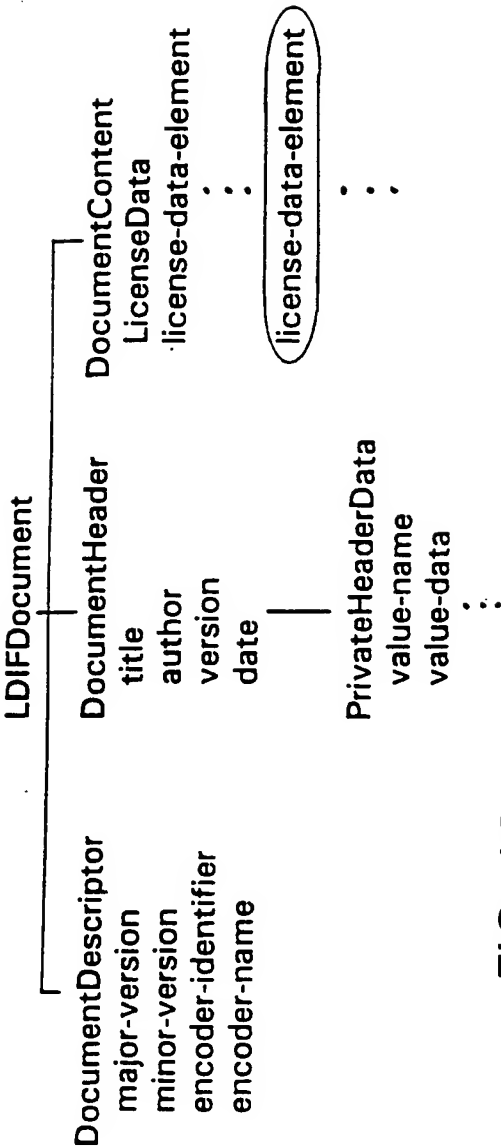 LDIFDocument
DocumentDescriptor
major-version
minor-version
encoder-identifier
encoder-name
DocumentHeader
title
author
version
date
PrivateHeaderData
value-name
value-data
DocumentContent
LicenseData
license-data-element
license-data-element